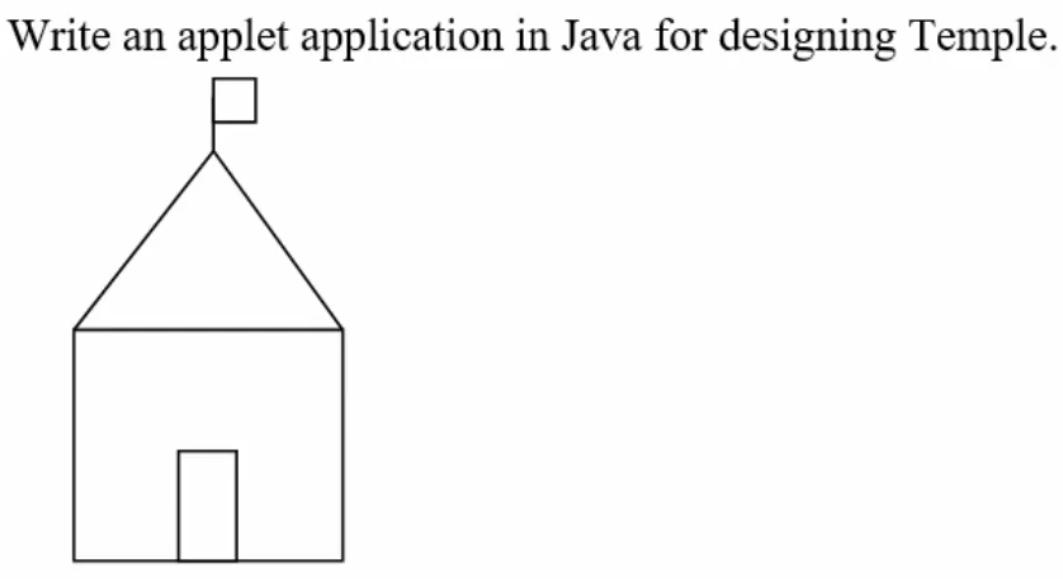 Write an applet application in Java for designing Temple.